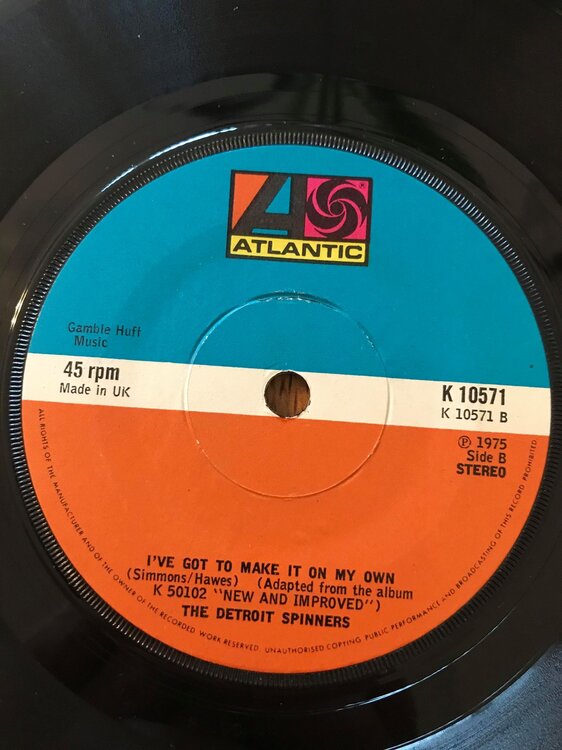 ATLANTIC
®
Gamble Huff
Music
45 rpm
Made in UK
K 10571
K 10571 B
Ⓟ 1975
Side B
STEREO
I'VE GOT TO MAKE IT ON MY OWN
(Simmons/Hawes) (Adapted from the album
K 50102 "NEW AND IMPROVED")
THE DETROIT SPINNERS
ALL RIGHTS OF THE MANUFACTURER AND OF THE OWNER OF THE RECORDED WORK RESERVED. UNAUTHORISED COPYING PUBLIC PERFORMANCE AND BROADCASTING OF THIS RECORD PROHIBITED